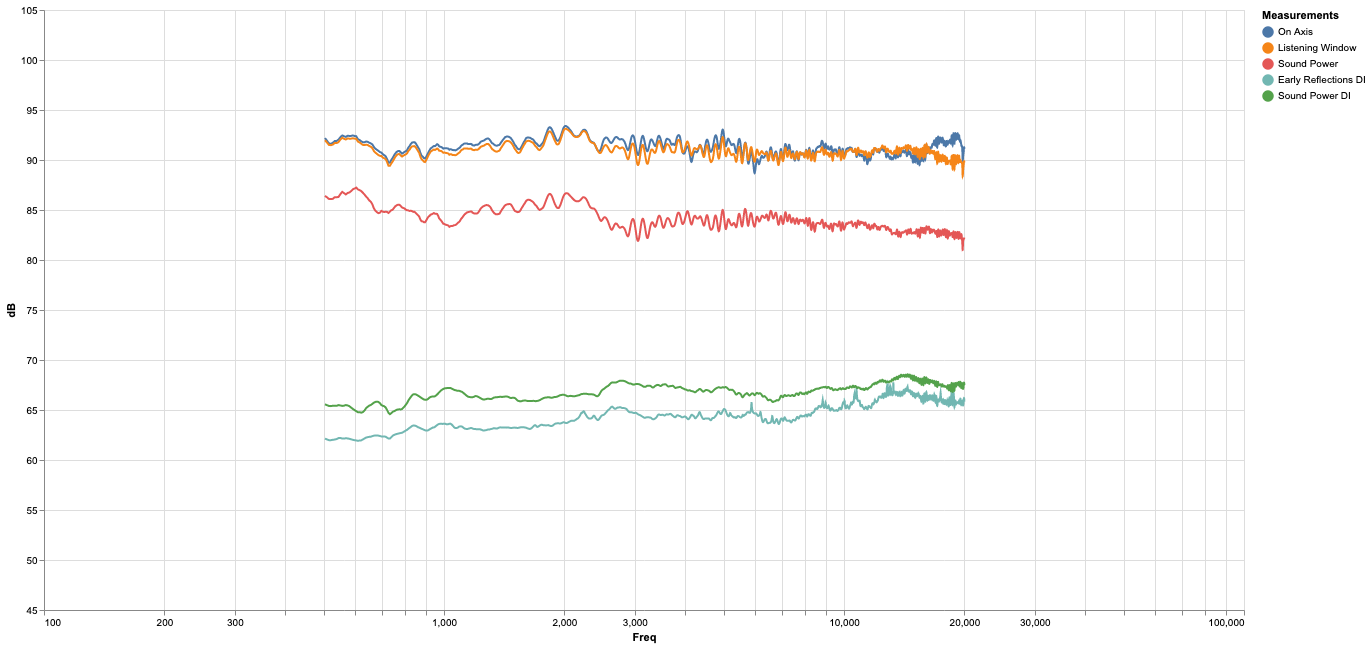 105
100
95
90
85
80
75
70
65
60
55
50
45
dB
100
200
300
1,000
2,000
3,000
10,000
20,000
30,000
100,000
Freq
Measurements
On Axis
Listening Window
Sound Power
Early Reflections DI
Sound Power DI